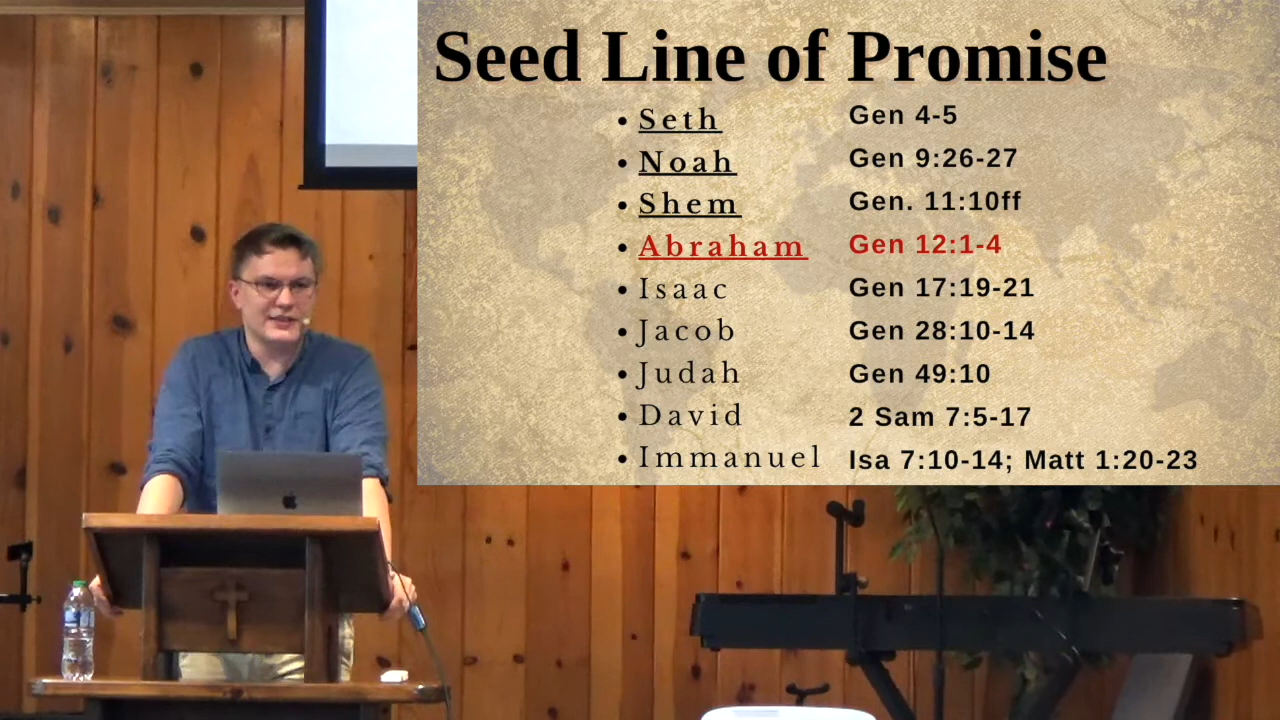 Seed Line of Promise
• Seth Gen 4-5
• Noah Gen 9:26-27
• Shem Gen. 11:10ff
• Abraham Gen 12:1-4
• Isaac Gen 17:19-21
• Jacob Gen 28:10-14
• Judah Gen 49:10
• David 2 Sam 7:5-17
• Immanuel Isa 7:10-14; Matt 1:20-23